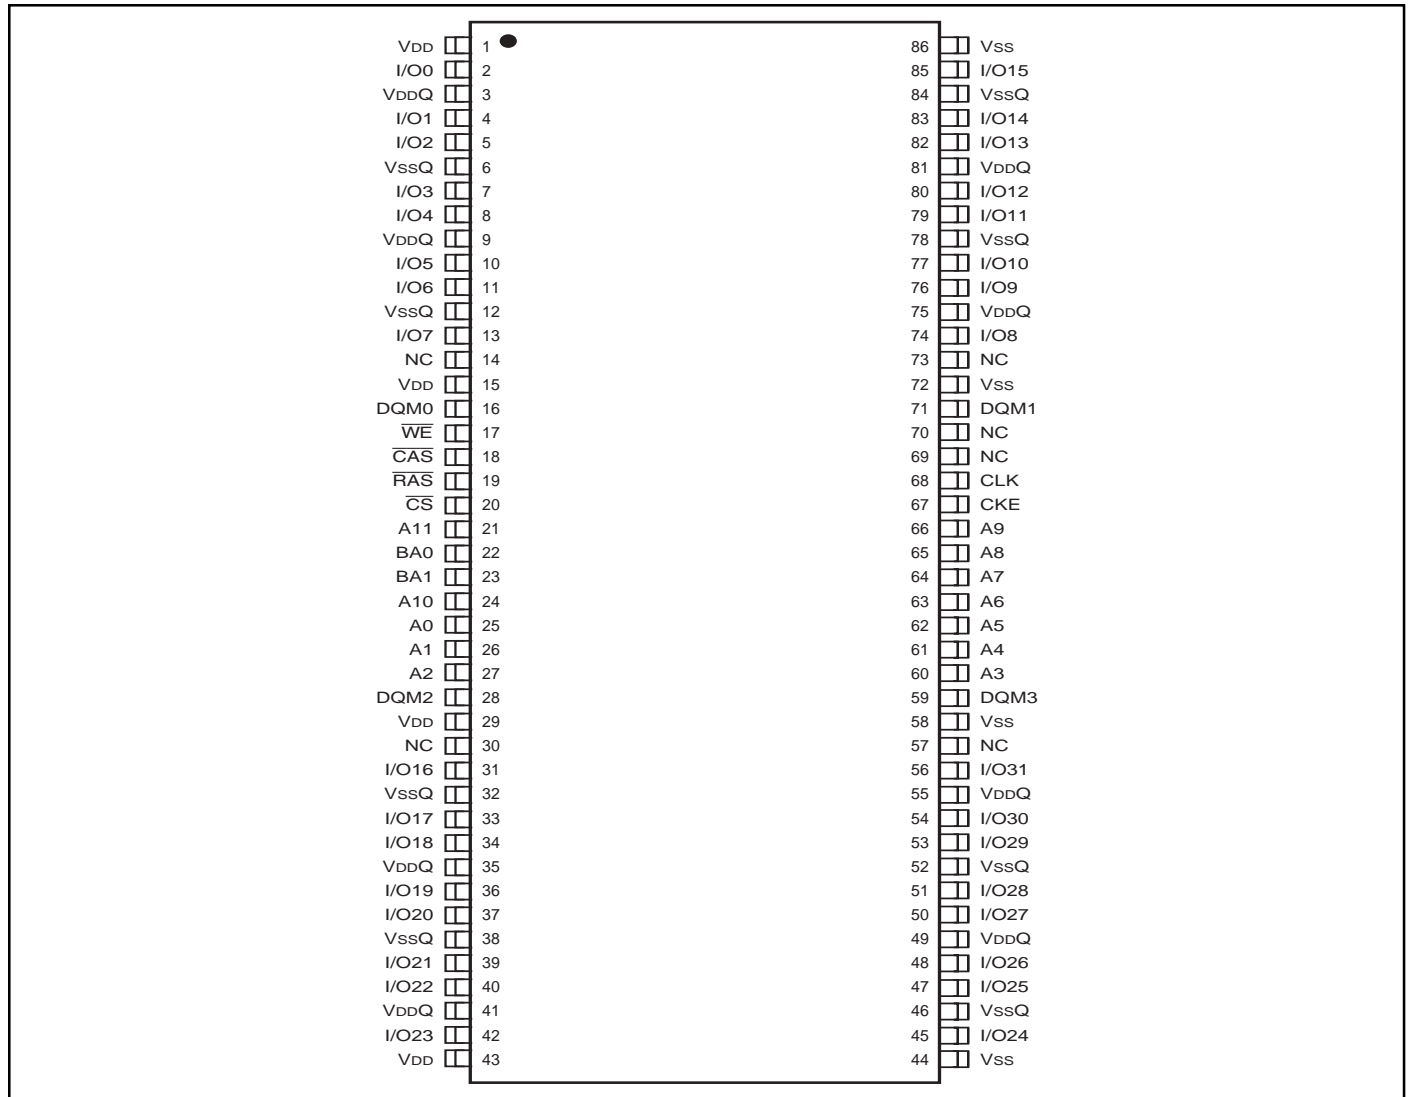 VDD 1 86 VSS
I/O0 2 85 I/O15
VDDQ 3 84 VSSQ
I/O1 4 83 I/O14
I/O2 5 82 I/O13
VSSQ 6 81 VDDQ
I/O3 7 80 I/O12
I/O4 8 79 I/O11
VDDQ 9 78 VSSQ
I/O5 10 77 I/O10
I/O6 11 76 I/O9
VSSQ 12 75 VDDQ
I/O7 13 74 I/O8
NC 14 73 NC
VDD 15 72 VSS
DQM0 16 71 DQM1
W̅E̅ 17 70 NC
C̅A̅S̅ 18 69 NC
R̅A̅S̅ 19 68 CLK
C̅S̅ 20 67 CKE
A11 21 66 A9
BA0 22 65 A8
BA1 23 64 A7
A10 24 63 A6
A0 25 62 A5
A1 26 61 A4
A2 27 60 A3
DQM2 28 59 DQM3
VDD 29 58 VSS
NC 30 57 NC
I/O16 31 56 I/O31
VSSQ 32 55 VDDQ
I/O17 33 54 I/O30
I/O18 34 53 I/O29
VDDQ 35 52 VSSQ
I/O19 36 51 I/O28
I/O20 37 50 I/O27
VSSQ 38 49 VDDQ
I/O21 39 48 I/O26
I/O22 40 47 I/O25
VDDQ 41 46 VSSQ
I/O23 42 45 I/O24
VDD 43 44 VSS